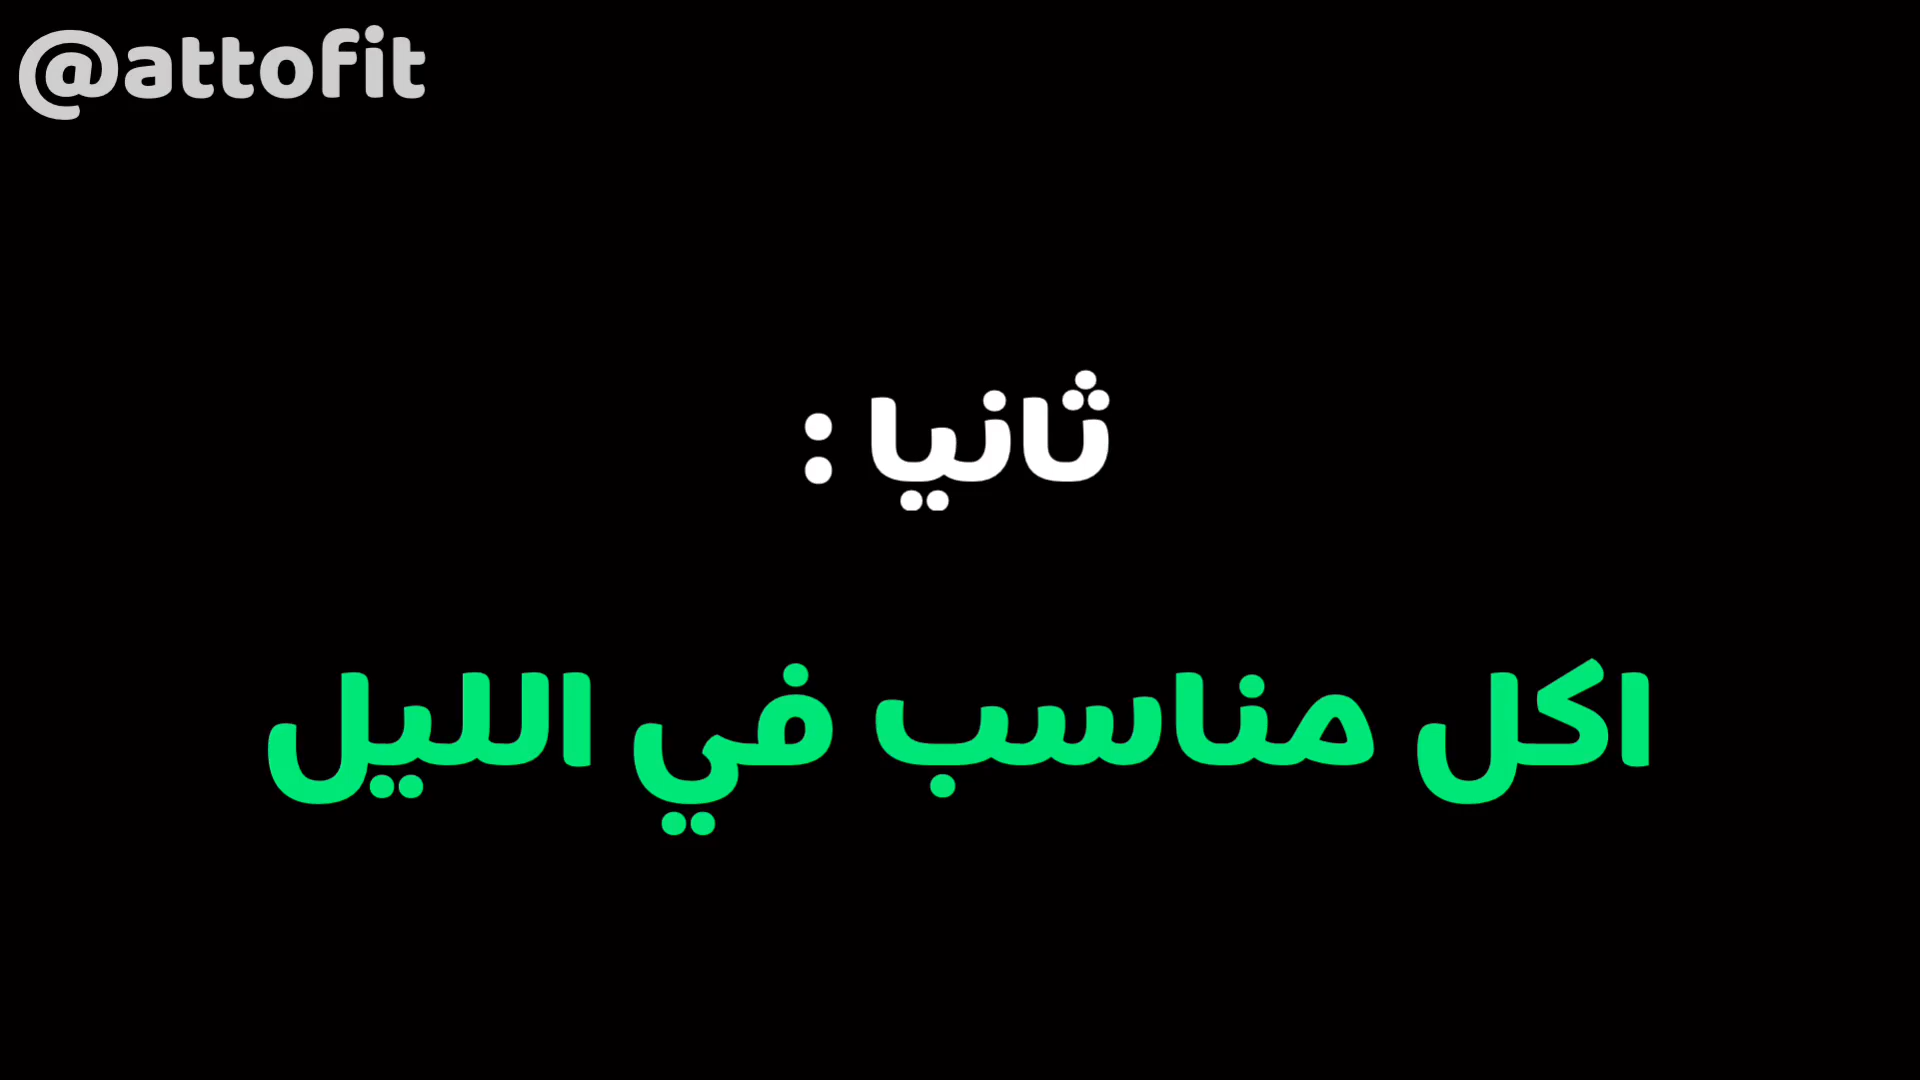 @attofit
ثانيا :
اكل مناسب في الليل